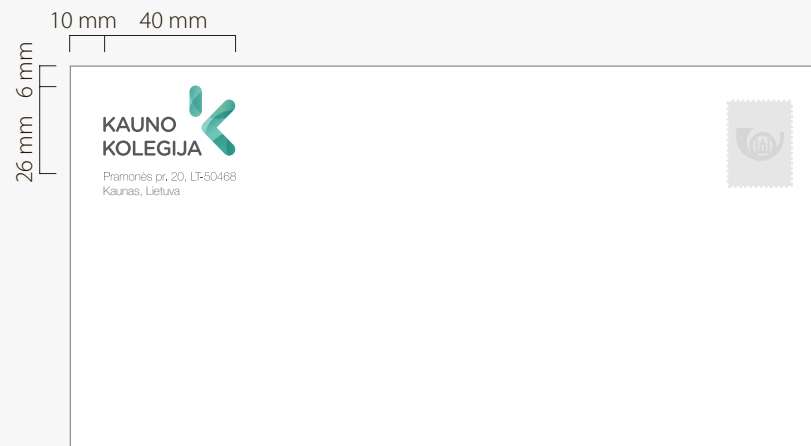 10 mm 40 mm
6 mm
26 mm
KAUNO
KOLEGIJA
Pramonės pr. 20, LT-50468
Kaunas, Lietuva